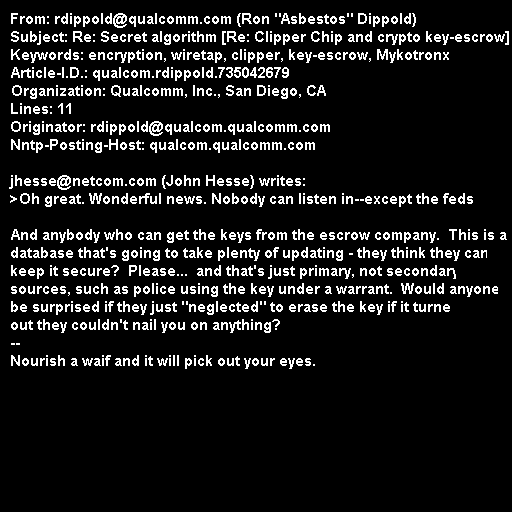 From: rdippold@qualcomm.com (Ron "Asbestos" Dippold)
Subject: Re: Secret algorithm [Re: Clipper Chip and crypto key-escrow]
Keywords: encryption, wiretap, clipper, key-escrow, Mykotronx
Article-I.D.: qualcom.rdippold.735042679
Organization: Qualcomm, Inc., San Diego, CA
Lines: 11
Originator: rdippold@qualcom.qualcomm.com
Nntp-Posting-Host: qualcom.qualcomm.com

jhesse@netcom.com (John Hesse) writes:
>Oh great. Wonderful news. Nobody can listen in--except the feds

And anybody who can get the keys from the escrow company.  This is a
database that's going to take plenty of updating - they think they can
keep it secure?  Please...  and that's just primary, not secondary
sources, such as police using the key under a warrant.  Would anyone
be surprised if they just "neglected" to erase the key if it turne
out they couldn't nail you on anything?
--
Nourish a waif and it will pick out your eyes.